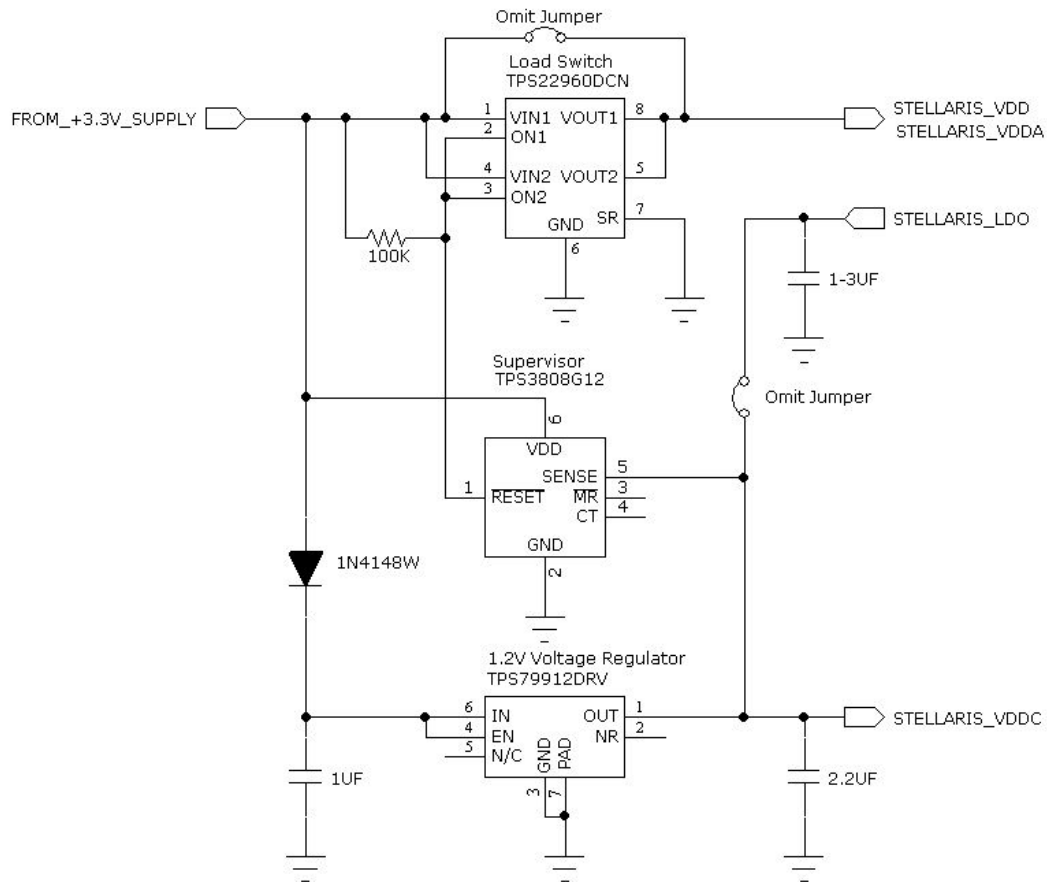 Omit Jumper
Load Switch
TPS22960DCN
FROM_+3.3V_SUPPLY
1 VIN1 VOUT1 8
2 ON1
4 VIN2 VOUT2 5
3 ON2
SR 7
GND
6
STELLARIS_VDD
STELLARIS_VDDA
STELLARIS_LDO
100K
1-3UF
Supervisor
TPS3808G12
Omit Jumper
6
VDD
SENSE 5
1 RESET MR 3
CT 4
GND
2
1N4148W
1.2V Voltage Regulator
TPS79912DRV
6 IN OUT 1
4 EN NR 2
5 N/C
GND PAD
3 7
STELLARIS_VDDC
1UF
2.2UF